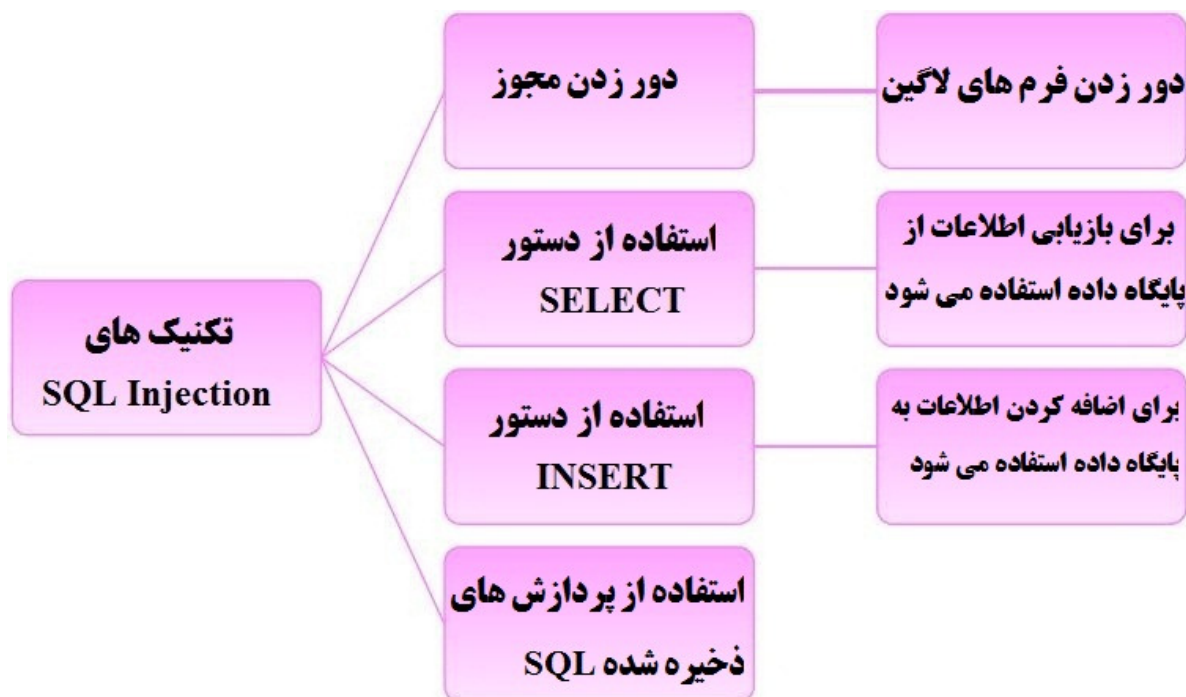 تکنیک های
SQL Injection
دور زدن مجوز
دور زدن فرم های لاگین
استفاده از دستور
SELECT
برای بازیابی اطلاعات از
پایگاه داده استفاده می شود
استفاده از دستور
INSERT
برای اضافه کردن اطلاعات به
پایگاه داده استفاده می شود
استفاده از پردازش های
ذخیره شده SQL